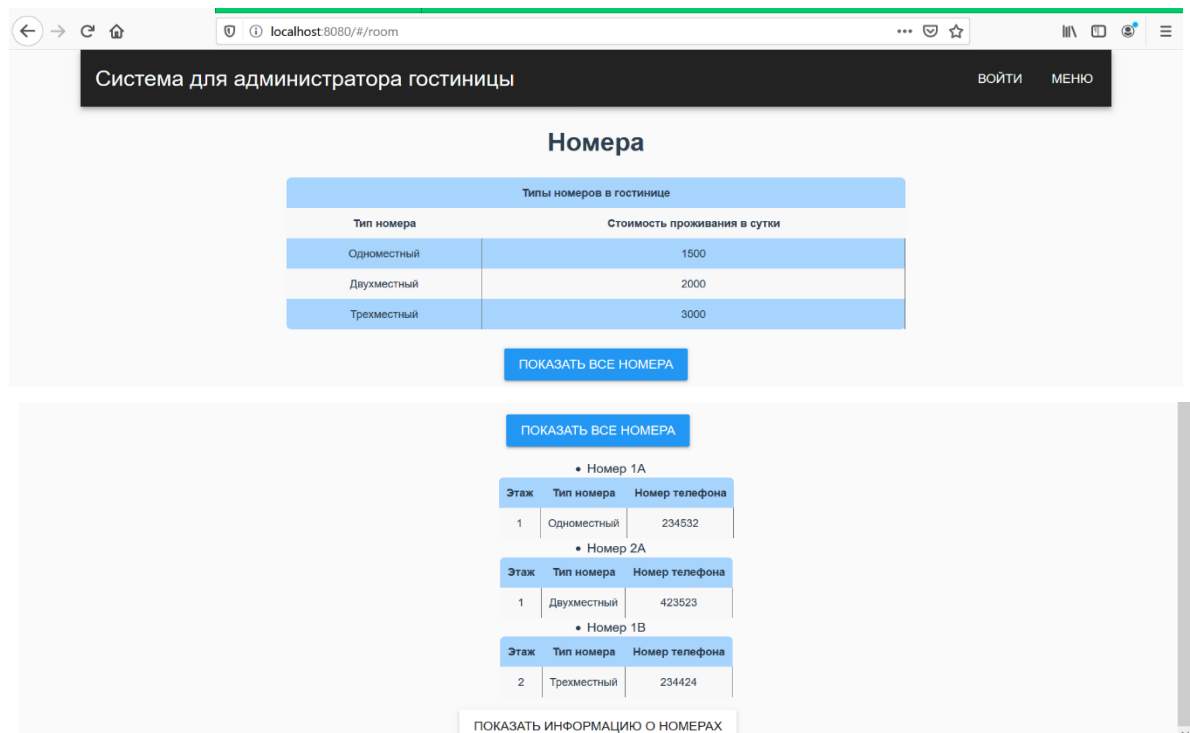 localhost:8080/#/room
Система для администратора гостиницы ВОЙТИ МЕНЮ
Номера
Типы номеров в гостинице
Тип номера Стоимость проживания в сутки
Одноместный 1500
Двухместный 2000
Трехместный 3000
ПОКАЗАТЬ ВСЕ НОМЕРА
ПОКАЗАТЬ ВСЕ НОМЕРА
• Номер 1A
Этаж Тип номера Номер телефона
1 Одноместный 234532
• Номер 2A
Этаж Тип номера Номер телефона
1 Двухместный 423523
• Номер 1B
Этаж Тип номера Номер телефона
2 Трехместный 234424
ПОКАЗАТЬ ИНФОРМАЦИЮ О НОМЕРАХ